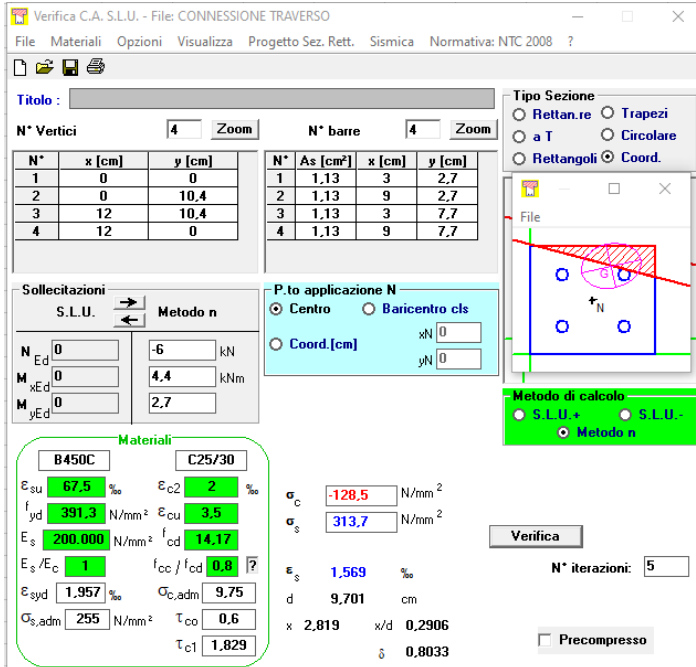 Verifica C.A. S.L.U. - File: CONNESSIONE TRAVERSO
File Materiali Opzioni Visualizza Progetto Sez. Rett. Sismica Normativa: NTC 2008 ?
Titolo :
N° Vertici 4 Zoom N° barre 4 Zoom
N° x [cm] y [cm]
1 0 0
2 0 10,4
3 12 10,4
4 12 0
N° As [cm²] x [cm] y [cm]
1 1,13 3 2,7
2 1,13 9 2,7
3 1,13 3 7,7
4 1,13 9 7,7
Tipo Sezione
Rettan.re Trapezi
a T Circolare
Rettangoli Coord.
File
G
N
Sollecitazioni
S.L.U. Metodo n
N Ed 0 -6 kN
M xEd 0 4,4 kNm
M yEd 0 2,7
P.to applicazione N
Centro Baricentro cls
Coord.[cm] xN 0
yN 0
Metodo di calcolo
S.L.U.+ S.L.U.-
Metodo n
Materiali
B450C C25/30
εsu 67,5 ‰ εc2 2 ‰
fyd 391,3 N/mm² εcu 3,5
Es 200.000 N/mm² fcd 14,17
Es/Ec 1 fcc / fcd 0,8 ?
εsyd 1,957 ‰ σc,adm 9,75
σs,adm 255 N/mm² τco 0,6
τc1 1,829
σc -128,5 N/mm²
σs 313,7 N/mm²
εs 1,569 ‰
d 9,701 cm
x 2,819 x/d 0,2906
δ 0,8033
Verifica
N° iterazioni: 5
Precompresso